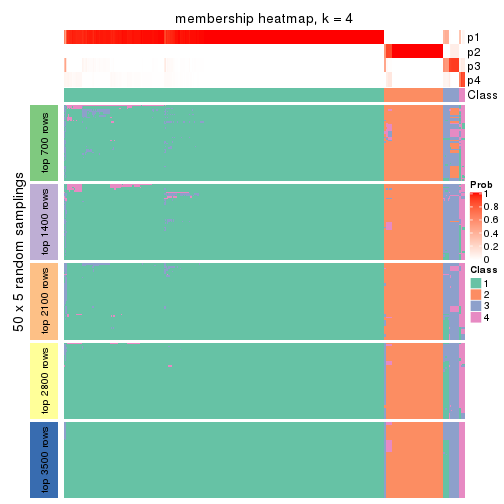 membership heatmap, k = 4
p1
p2
p3
p4
Class
50 x 5 random samplings
top 700 rows
top 1400 rows
top 2100 rows
top 2800 rows
top 3500 rows
Prob
1
0.8
0.6
0.4
0.2
0
Class
1
2
3
4